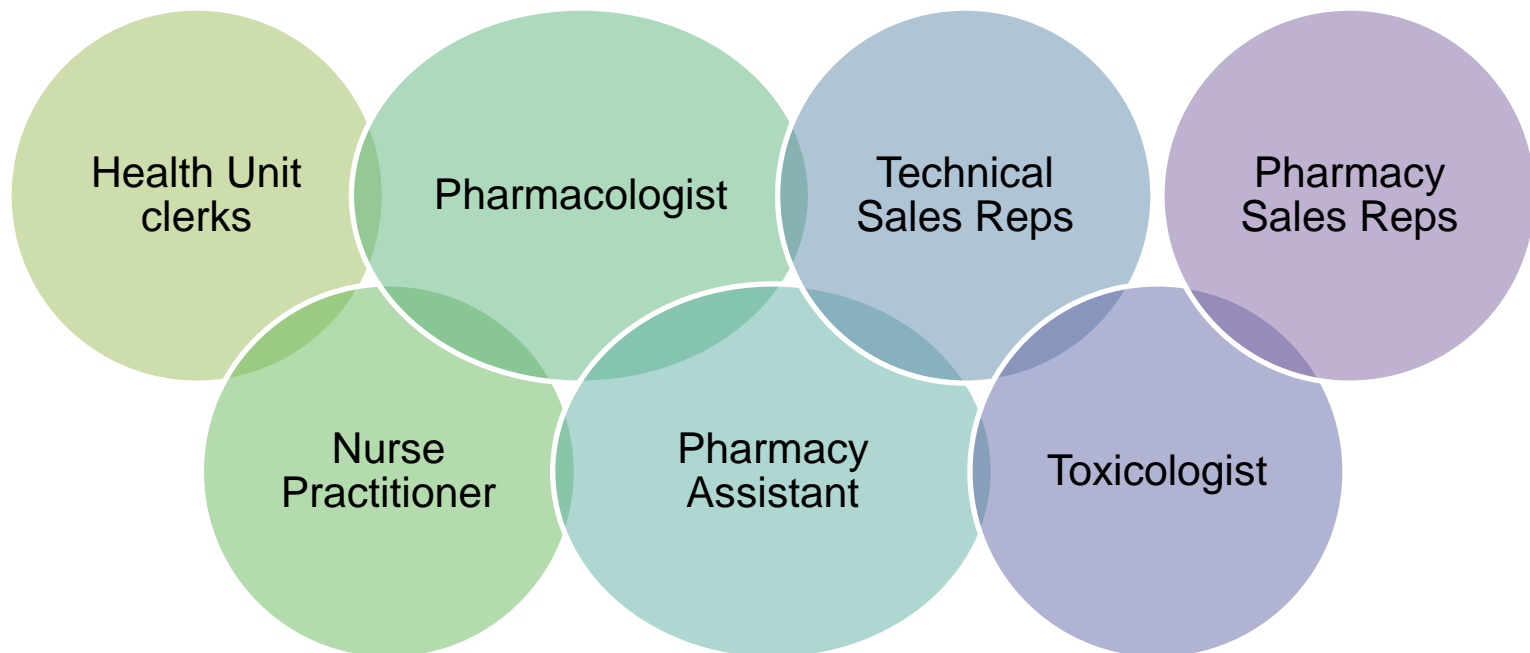 Health Unit
clerks
Pharmacologist
Technical
Sales Reps
Pharmacy
Sales Reps
Nurse
Practitioner
Pharmacy
Assistant
Toxicologist